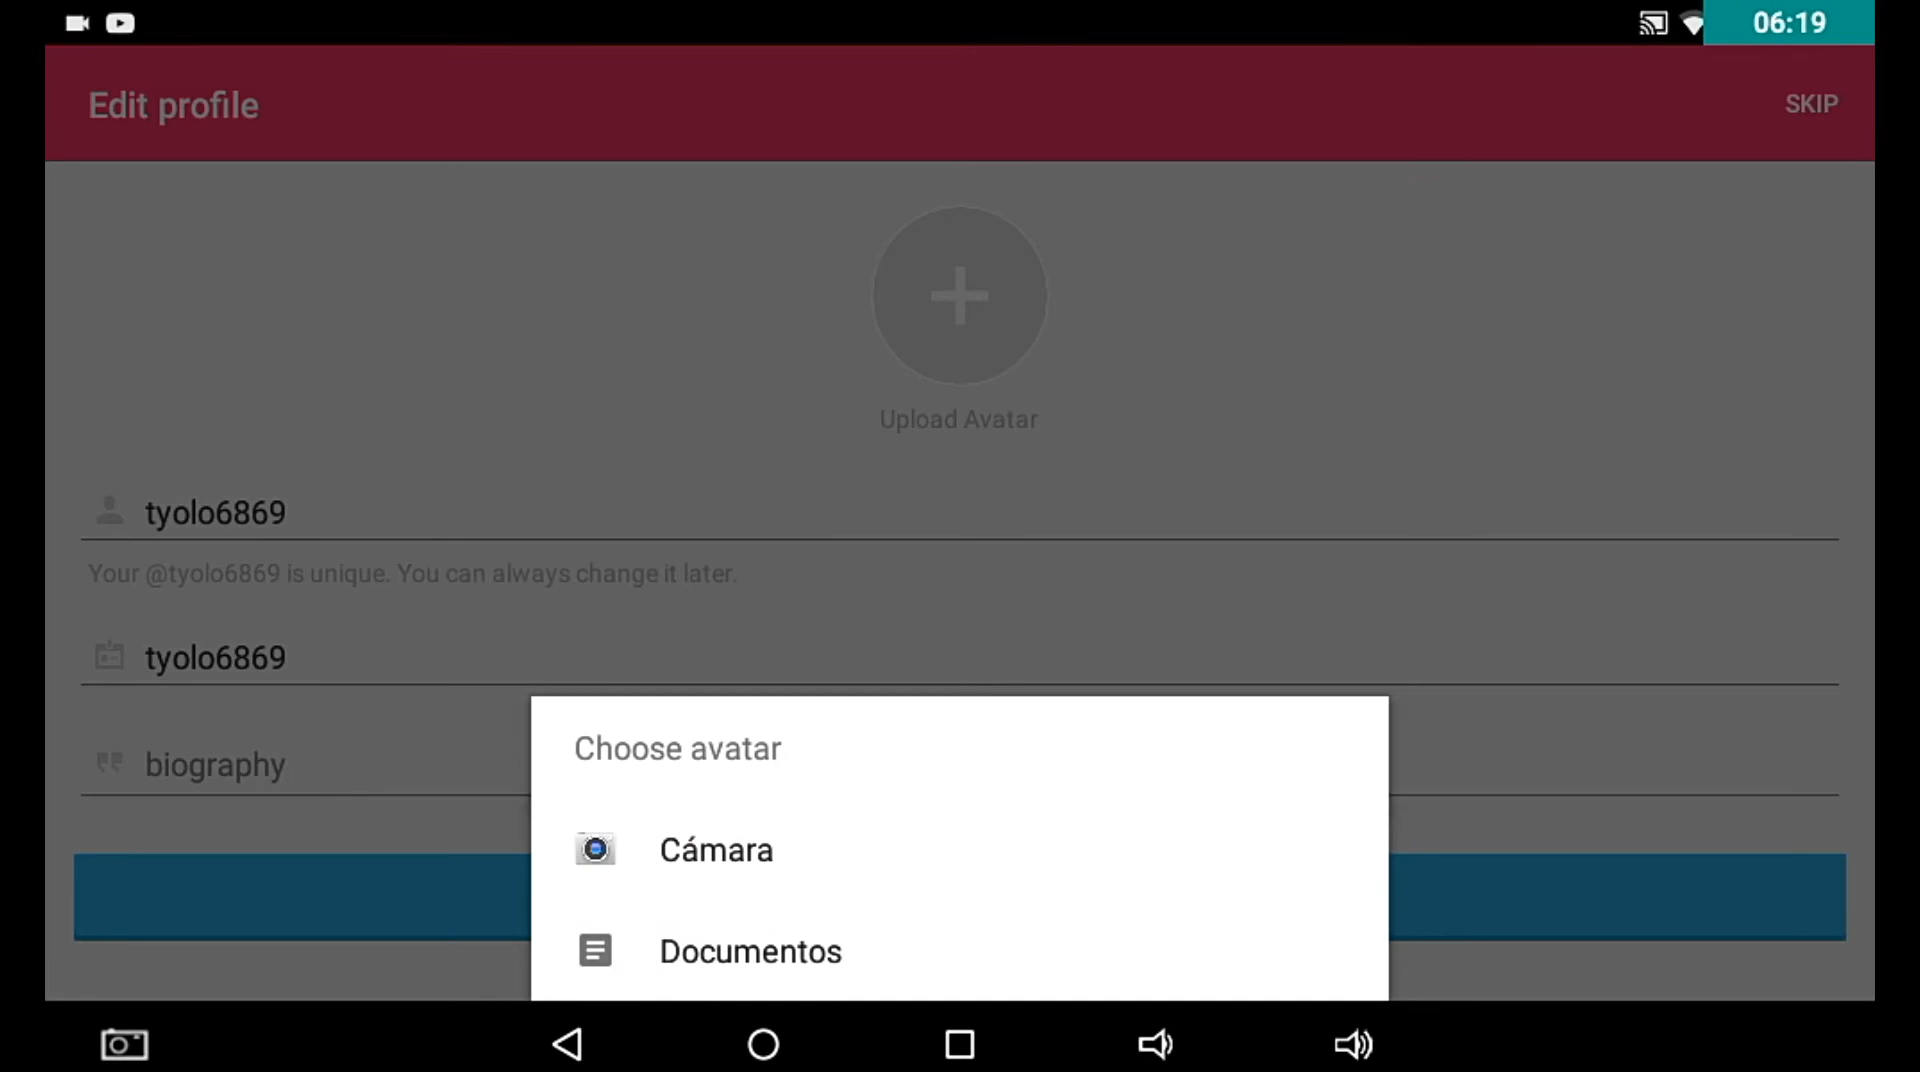 06:19
Edit profile
SKIP
Upload Avatar
tyolo6869
Your @tyolo6869 is unique. You can always change it later.
tyolo6869
biography
Choose avatar
Cámara
Documentos